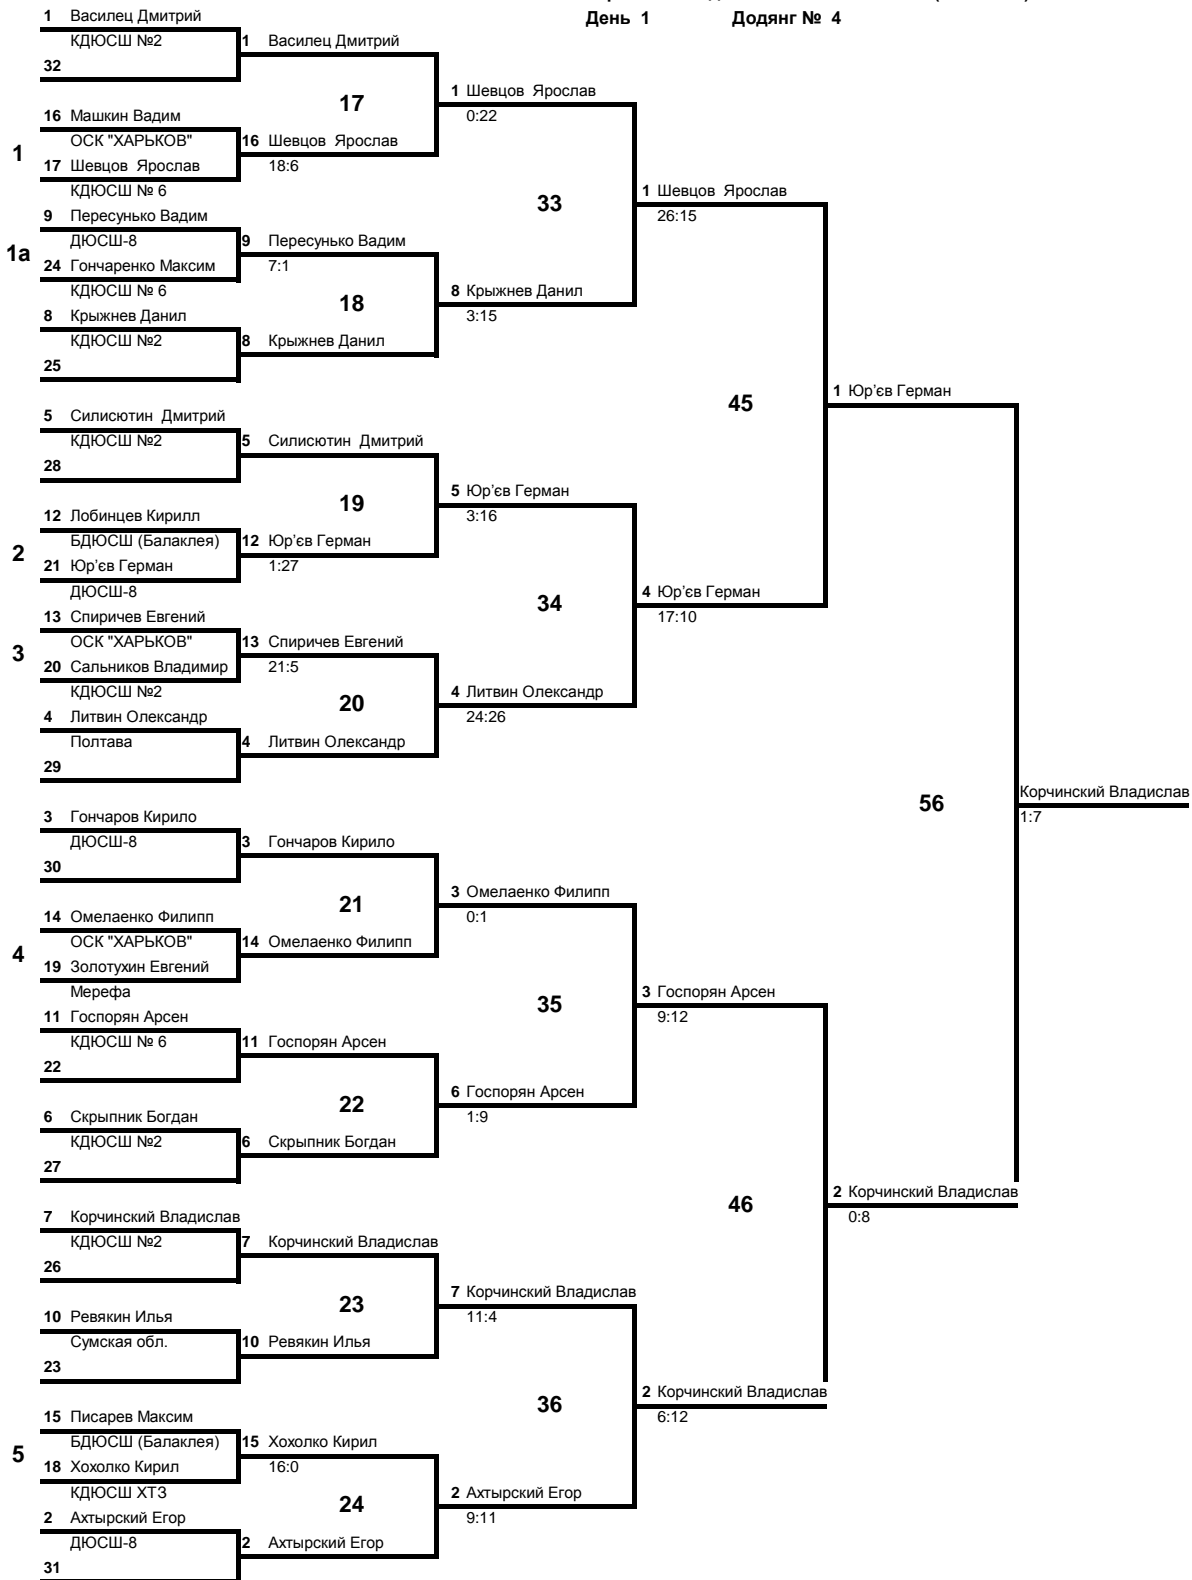 День 1 Додянг № 4
1 Василец Дмитрий
КДЮСШ №2
32
1 Василец Дмитрий
17
1 Шевцов Ярослав
0:22
16 Машкин Вадим
ОСК "ХАРЬКОВ"
1
17 Шевцов Ярослав
КДЮСШ № 6
16 Шевцов Ярослав
18:6
33
1 Шевцов Ярослав
26:15
9 Пересунько Вадим
ДЮСШ-8
1а
24 Гончаренко Максим
КДЮСШ № 6
9 Пересунько Вадим
7:1
18
8 Крыжнев Данил
3:15
8 Крыжнев Данил
КДЮСШ №2
25
8 Крыжнев Данил
45
1 Юр'єв Герман
5 Силисютин Дмитрий
КДЮСШ №2
28
5 Силисютин Дмитрий
19
5 Юр'єв Герман
3:16
12 Лобинцев Кирилл
БДЮСШ (Балаклея)
2
21 Юр'єв Герман
ДЮСШ-8
12 Юр'єв Герман
1:27
34
4 Юр'єв Герман
17:10
13 Спиричев Евгений
ОСК "ХАРЬКОВ"
3
20 Сальников Владимир
КДЮСШ №2
13 Спиричев Евгений
21:5
20
4 Литвин Олександр
24:26
4 Литвин Олександр
Полтава
29
4 Литвин Олександр
56
Корчинский Владислав
1:7
3 Гончаров Кирило
ДЮСШ-8
30
3 Гончаров Кирило
21
3 Омелаенко Филипп
0:1
14 Омелаенко Филипп
ОСК "ХАРЬКОВ"
4
19 Золотухин Евгений
Мерефа
14 Омелаенко Филипп
35
3 Госпорян Арсен
9:12
11 Госпорян Арсен
КДЮСШ № 6
22
11 Госпорян Арсен
22
6 Госпорян Арсен
1:9
6 Скрыпник Богдан
КДЮСШ №2
27
6 Скрыпник Богдан
46
2 Корчинский Владислав
0:8
7 Корчинский Владислав
КДЮСШ №2
26
7 Корчинский Владислав
23
7 Корчинский Владислав
11:4
10 Ревякин Илья
Сумская обл.
23
10 Ревякин Илья
36
2 Корчинский Владислав
6:12
15 Писарев Максим
БДЮСШ (Балаклея)
5
18 Хохолко Кирил
КДЮСШ ХТЗ
15 Хохолко Кирил
16:0
24
2 Ахтырский Егор
9:11
2 Ахтырский Егор
ДЮСШ-8
31
2 Ахтырский Егор